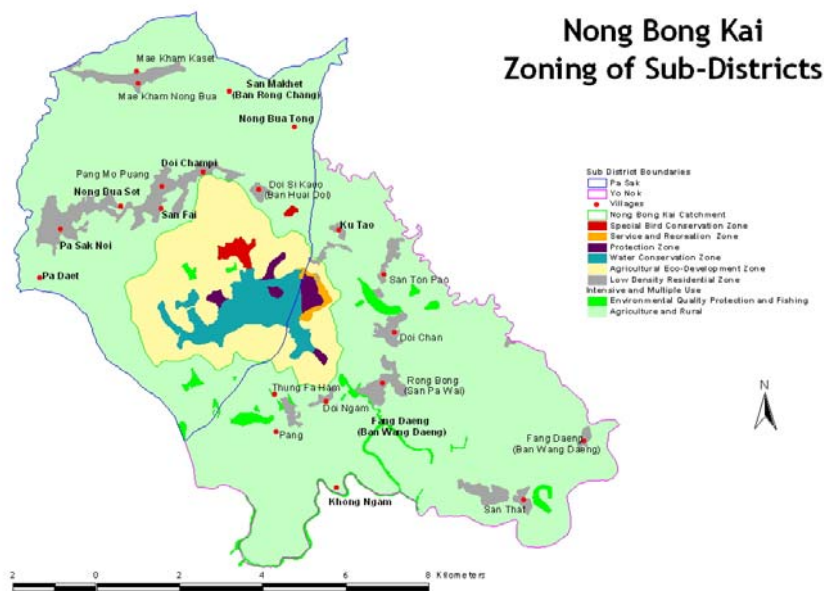 Nong Bong Kai
Zoning of Sub-Districts
Mae Kham Kaset
Mae Kham Nong Bua
San Makhet
(Ban Rong Chang)
Nong Bua Tong
Doi Champi
Pang Mo Puang
Nong Bua Sot
Doi Si Kaeo
(Ban Huai Doi)
San Fai
Ku Tao
Pa Sak Noi
Pa Daet
San Ton Pao
Doi Chan
Thung Fa Ham
Rong Bong
(San Pa Wai)
Doi Ngam
Fang Daeng
(Ban Wang Daeng)
Pang
Fang Daeng
(Ban Wang Daeng)
Khong Ngam
San That
Sub District Boundaries
Pa Sak
Yo Nok
Villages
Nong Bong Kai Catchment
Special Bird Conservation Zone
Service and Recreation Zone
Protection Zone
Water Conservation Zone
Agricultural Eco-Development Zone
Low Density Residential Zone
Intensive and Multiple Use
Environmental Quality Protection and Fishing
Agriculture and Rural
N
2 0 2 4 6 8 Kilometers